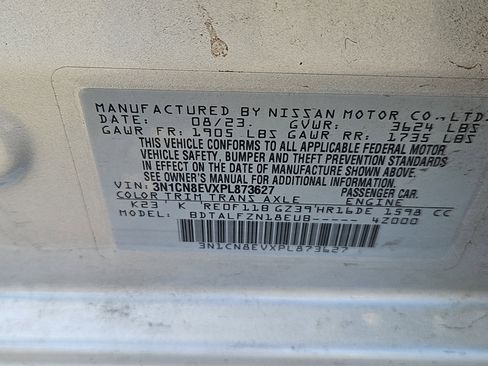 MANUFACTURED BY NISSAN MOTOR CO., LTD.
DATE: 08/23. GVWR: 3624 LBS
GAWR FR: 1905 LBS GAWR RR: 1735 LBS
THIS VEHICLE CONFORMS TO ALL APPLICABLE FEDERAL MOTOR
VEHICLE SAFETY, BUMPER AND THEFT PREVENTION STANDARDS
IN EFFECT ON THE DATE OF MANUFACTURE SHOWN ABOVE.
SEE OWNER'S MANUAL FOR ADDITIONAL INFORMATION
VIN: 3N1CN8EVXPL873627 PASSENGER CAR
COLOR TRIM TRANS AXLE ENGINE
K23 K RE0F11B GZ39 HR16DE 1598 CC
MODEL: BDTALFZN18EUB----- 4Z000
3N1CN8EVXPL873627